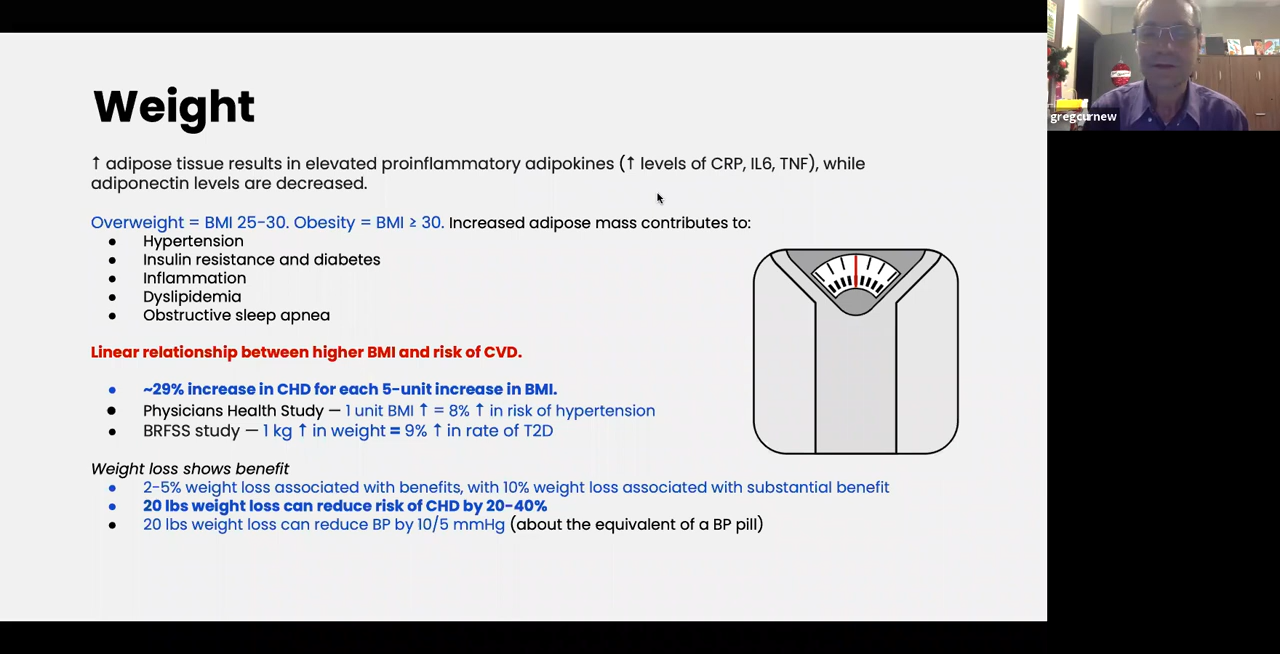 Weight
↑ adipose tissue results in elevated proinflammatory adipokines (↑ levels of CRP, IL6, TNF), while
adiponectin levels are decreased.
Overweight = BMI 25-30. Obesity = BMI ≥ 30. Increased adipose mass contributes to:
● Hypertension
● Insulin resistance and diabetes
● Inflammation
● Dyslipidemia
● Obstructive sleep apnea
Linear relationship between higher BMI and risk of CVD.
● ~29% increase in CHD for each 5-unit increase in BMI.
● Physicians Health Study — 1 unit BMI ↑ = 8% ↑ in risk of hypertension
● BRFSS study — 1 kg ↑ in weight = 9% ↑ in rate of T2D
Weight loss shows benefit
● 2-5% weight loss associated with benefits, with 10% weight loss associated with substantial benefit
● 20 lbs weight loss can reduce risk of CHD by 20-40%
● 20 lbs weight loss can reduce BP by 10/5 mmHg (about the equivalent of a BP pill)
gregcurnew